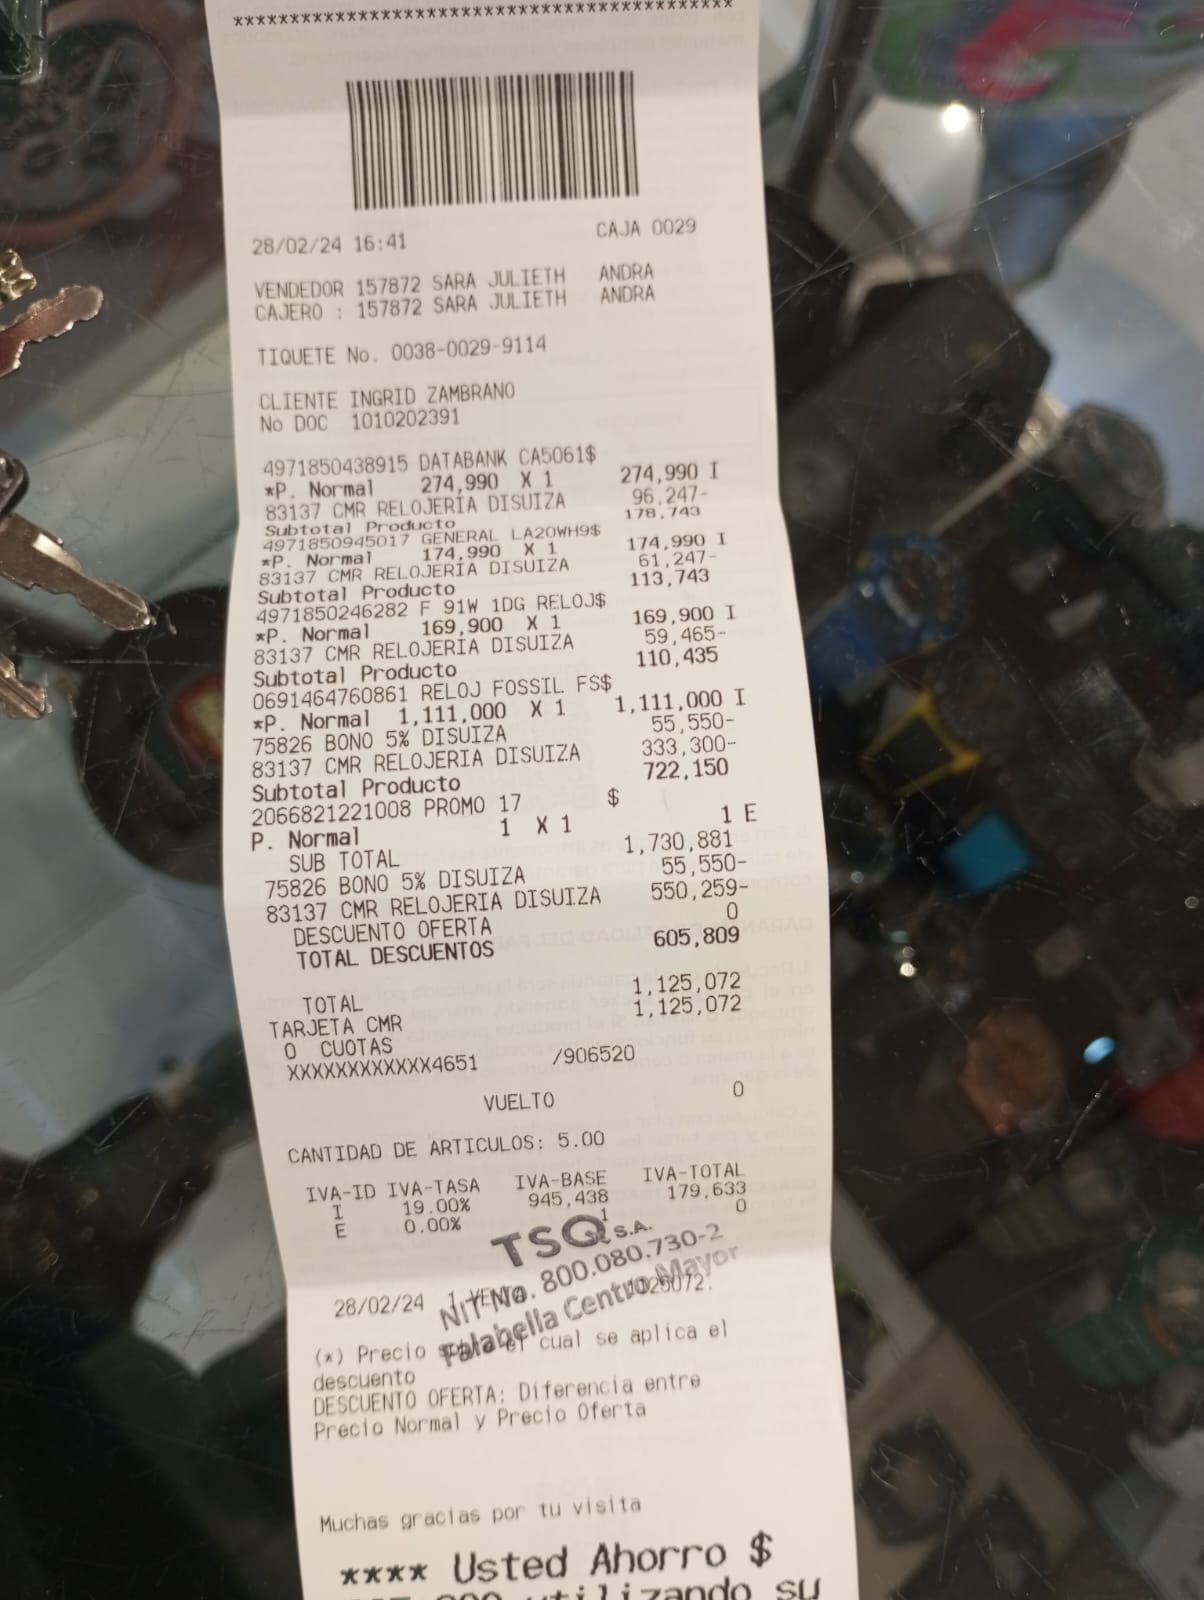 ******************************************
28/02/24 16:41 CAJA 0029
VENDEDOR 157872 SARA JULIETH ANDRA
CAJERO : 157872 SARA JULIETH ANDRA
TIQUETE No. 0038-0029-9114
CLIENTE INGRID ZAMBRANO
No DOC 1010202391
4971850438915 DATABANK CA5061$
*P. Normal 274,990 X 1 274,990 I
83137 CMR RELOJERIA DISUIZA 96,247-
Subtotal Producto 178,743
4971850945017 GENERAL LA20WH9$
*P. Normal 174,990 X 1 174,990 I
83137 CMR RELOJERIA DISUIZA 61,247-
Subtotal Producto 113,743
4971850246282 F 91W 1DG RELOJ$
*P. Normal 169,900 X 1 169,900 I
83137 CMR RELOJERIA DISUIZA 59,465-
Subtotal Producto 110,435
0691464760861 RELOJ FOSSIL FS$
*P. Normal 1,111,000 X 1 1,111,000 I
75826 BONO 5% DISUIZA 55,550-
83137 CMR RELOJERIA DISUIZA 333,300-
Subtotal Producto 722,150
2066821221008 PROMO 17 $
P. Normal 1 X 1 1 E
SUB TOTAL 1,730,881
75826 BONO 5% DISUIZA 55,550-
83137 CMR RELOJERIA DISUIZA 550,259-
DESCUENTO OFERTA 0
TOTAL DESCUENTOS 605,809
TOTAL 1,125,072
TARJETA CMR 1,125,072
0 CUOTAS
XXXXXXXXXXXX4651 /906520
VUELTO 0
CANTIDAD DE ARTICULOS: 5.00
IVA-ID IVA-TASA IVA-BASE IVA-TOTAL
I 19.00% 945,438 179,633
E 0.00% 1 0
TSQ S.A.
NIT No. 800.080.730-2
Falabella Centro Mayor
28/02/24
(*) Precio sobre el cual se aplica el
descuento
DESCUENTO OFERTA: Diferencia entre
Precio Normal y Precio Oferta
Muchas gracias por tu visita
**** Usted Ahorro $
utilizando su